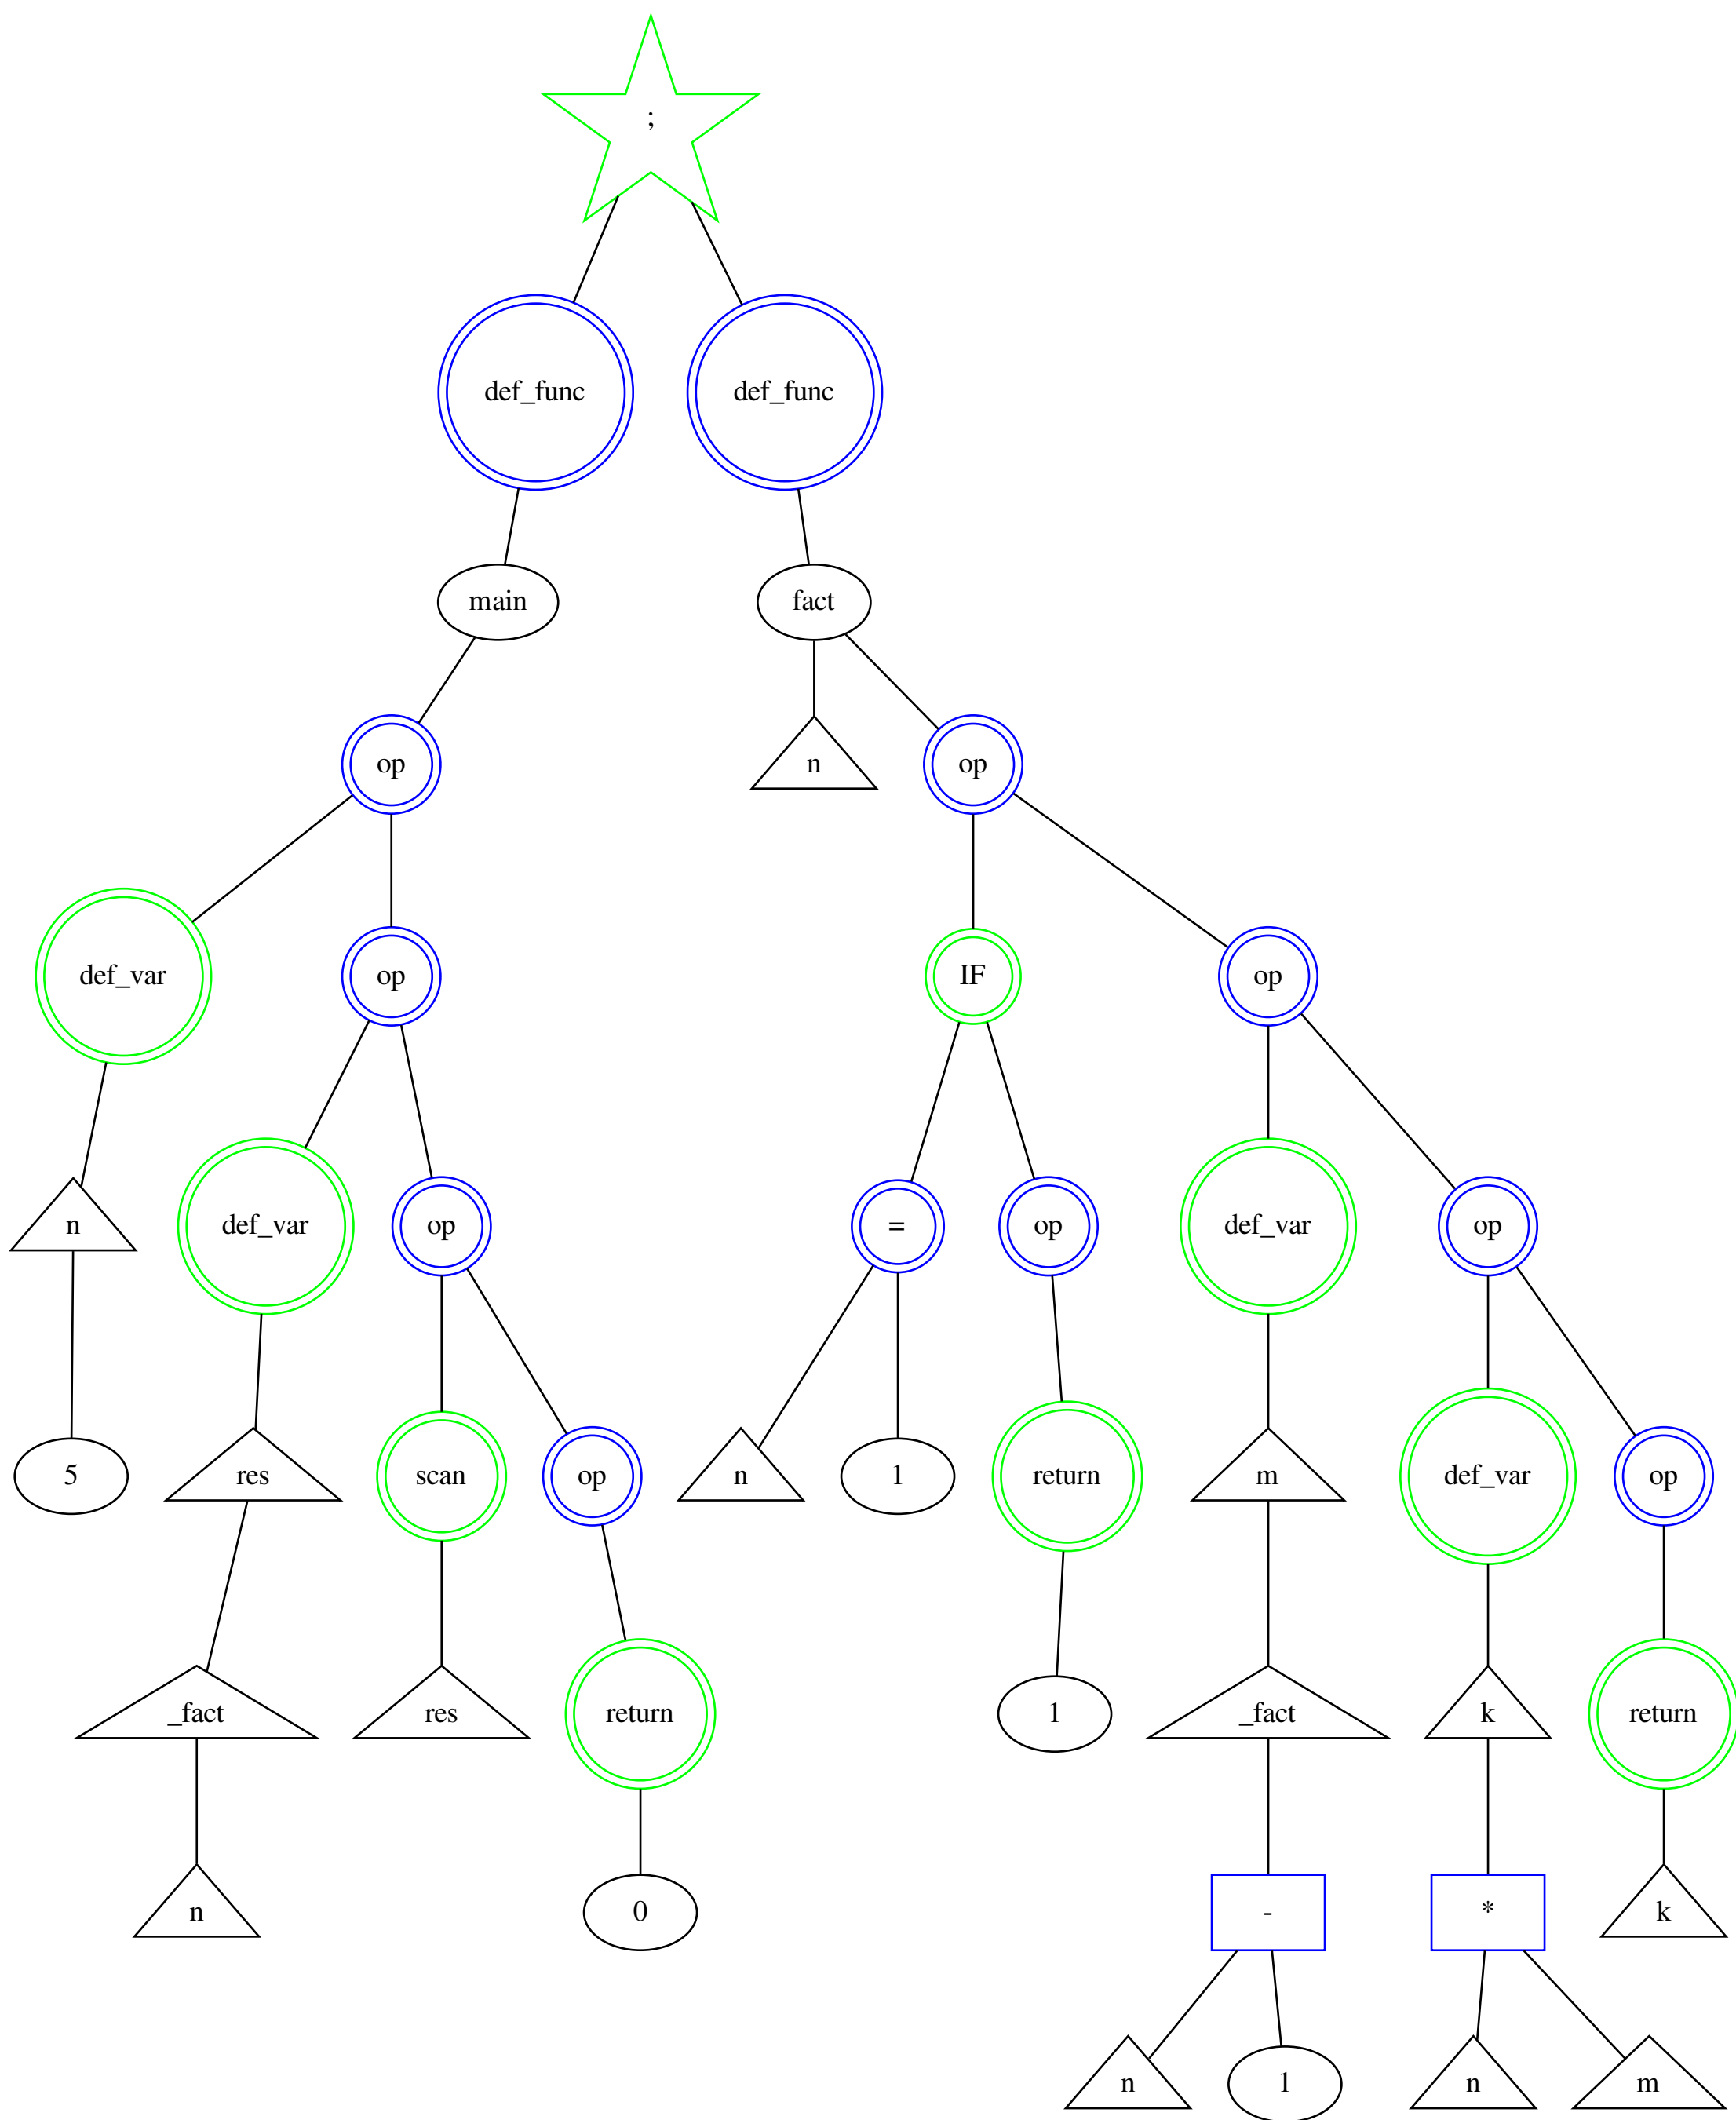 ;
def_func def_func
main fact
op n op
def_var op IF op
n def_var op = op def_var op
5 res scan op n 1 return m def_var op
_fact res return 1 _fact k return
n 0 - * k
n 1 n m